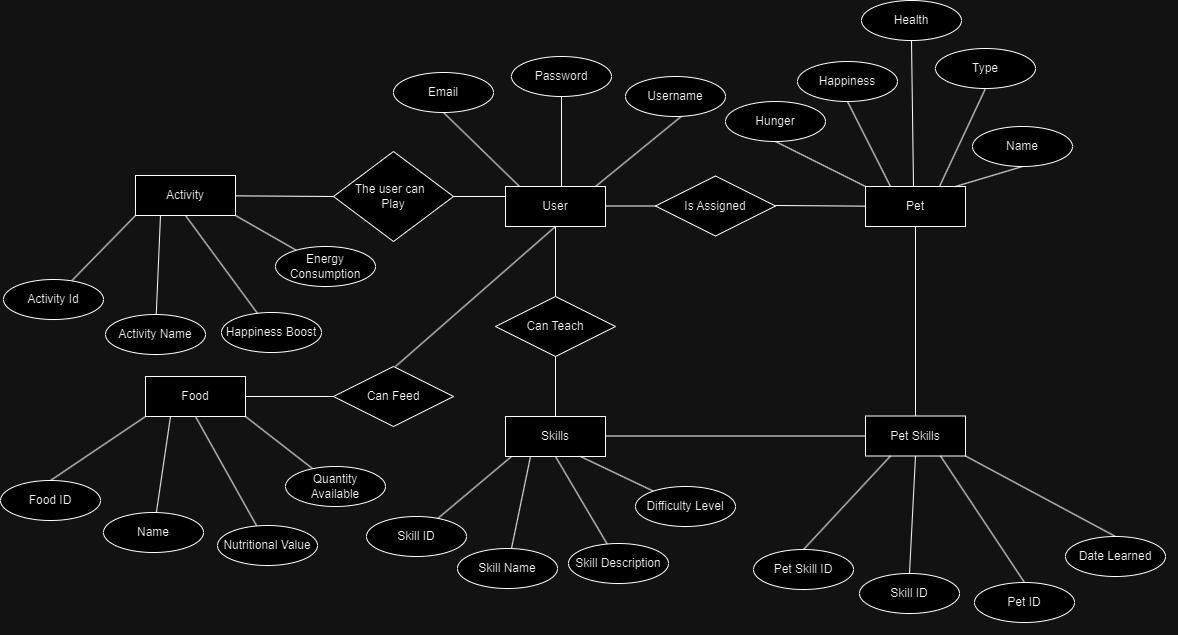 Health
Type
Password
Happiness
Email
Username
Hunger
Name
Activity
The user can
Play
User
Is Assigned
Pet
Energy
Consumption
Activity Id
Activity Name
Happiness Boost
Can Teach
Food
Can Feed
Skills
Pet Skills
Quantity
Available
Food ID
Name
Nutritional Value
Difficulty Level
Skill ID
Skill Name
Skill Description
Pet Skill ID
Skill ID
Pet ID
Date Learned